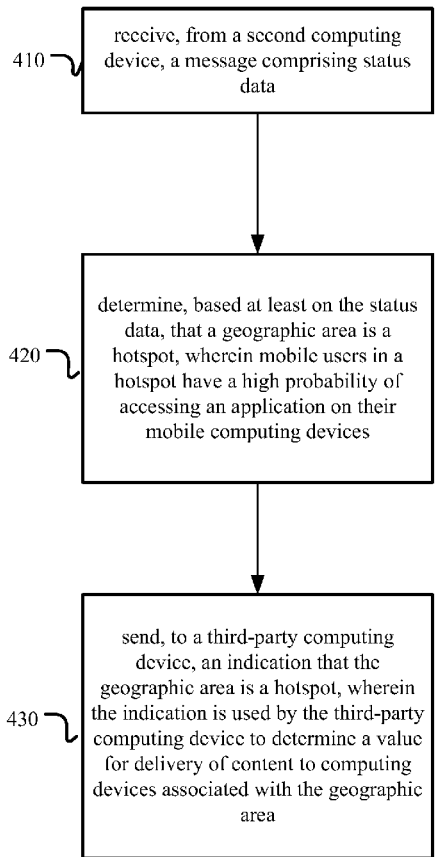 410
receive, from a second computing
device, a message comprising status
data
420
determine, based at least on the status
data, that a geographic area is a
hotspot, wherein mobile users in a
hotspot have a high probability of
accessing an application on their
mobile computing devices
430
send, to a third-party computing
device, an indication that the
geographic area is a hotspot, wherein
the indication is used by the third-party
computing device to determine a value
for delivery of content to computing
devices associated with the geographic
area